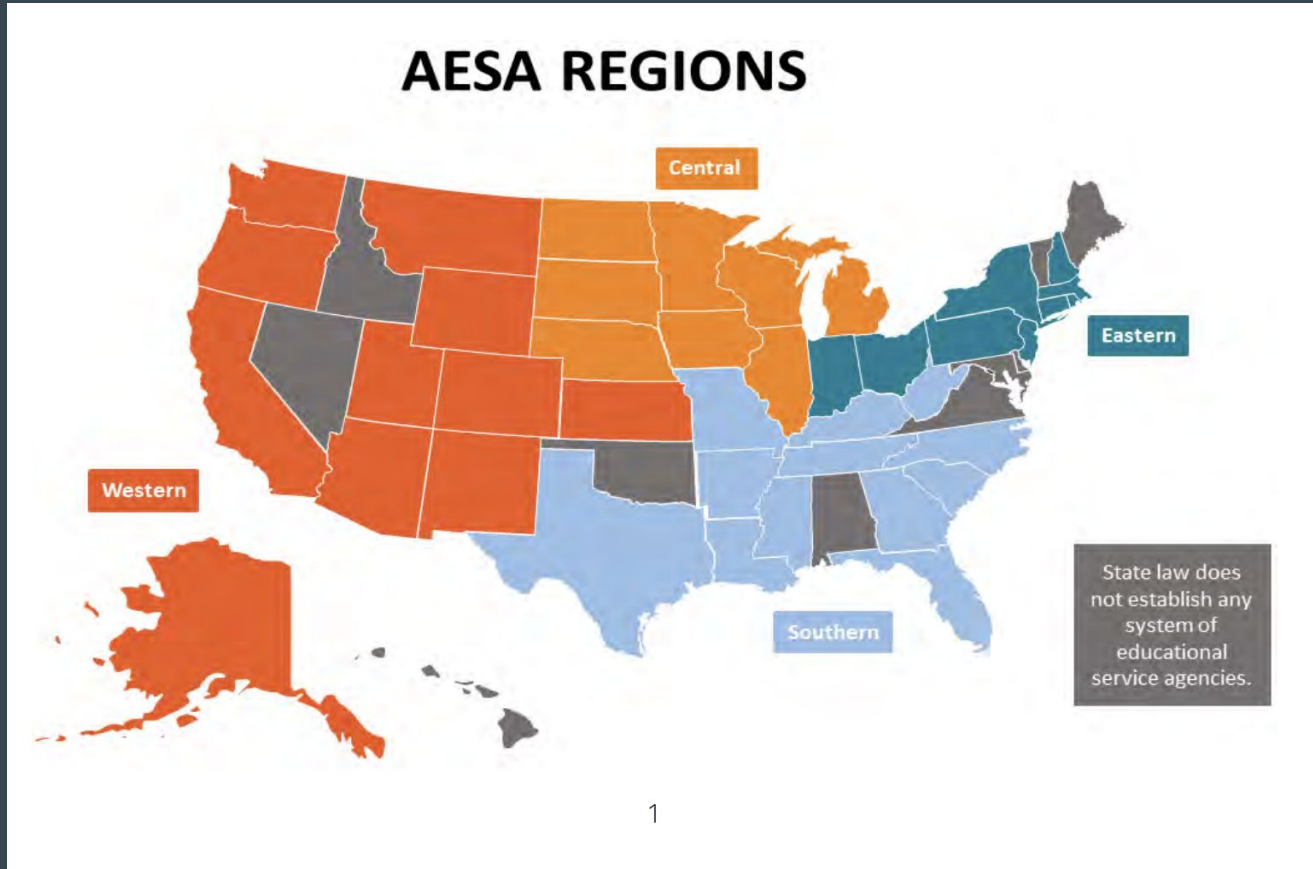 AESA REGIONS
Central
Eastern
Western
Southern
State law does
not establish any
system of
educational
service agencies.
1